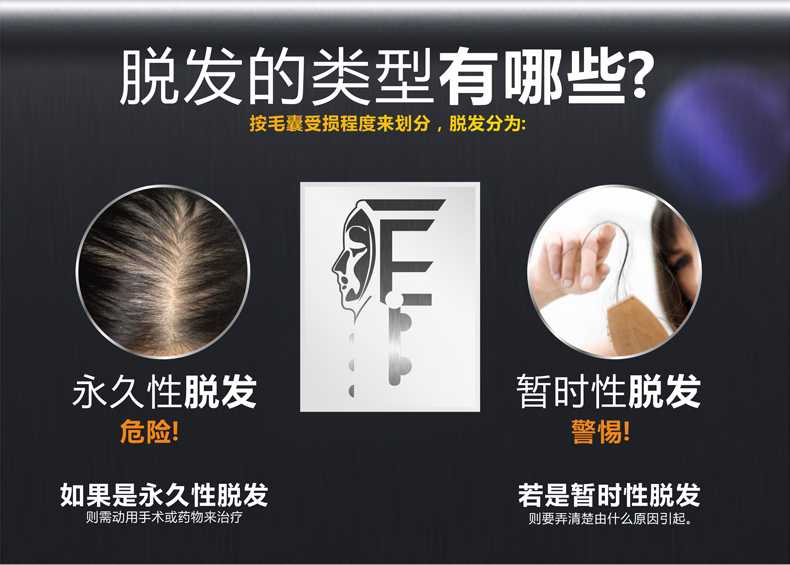 脱发的类型有哪些?
按毛囊受损程度来划分，脱发分为:
永久性脱发
危险!
如果是永久性脱发
则需动用手术或药物来治疗
暂时性脱发
警惕!
若是暂时性脱发
则要弄清楚由什么原因引起。